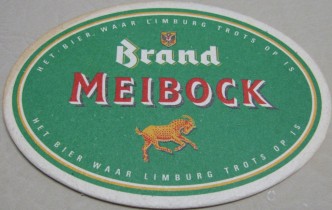 HET BIER WAAR LIMBURG TROTS OP IS
Brand
MEIBOCK
HET BIER WAAR LIMBURG TROTS OP IS